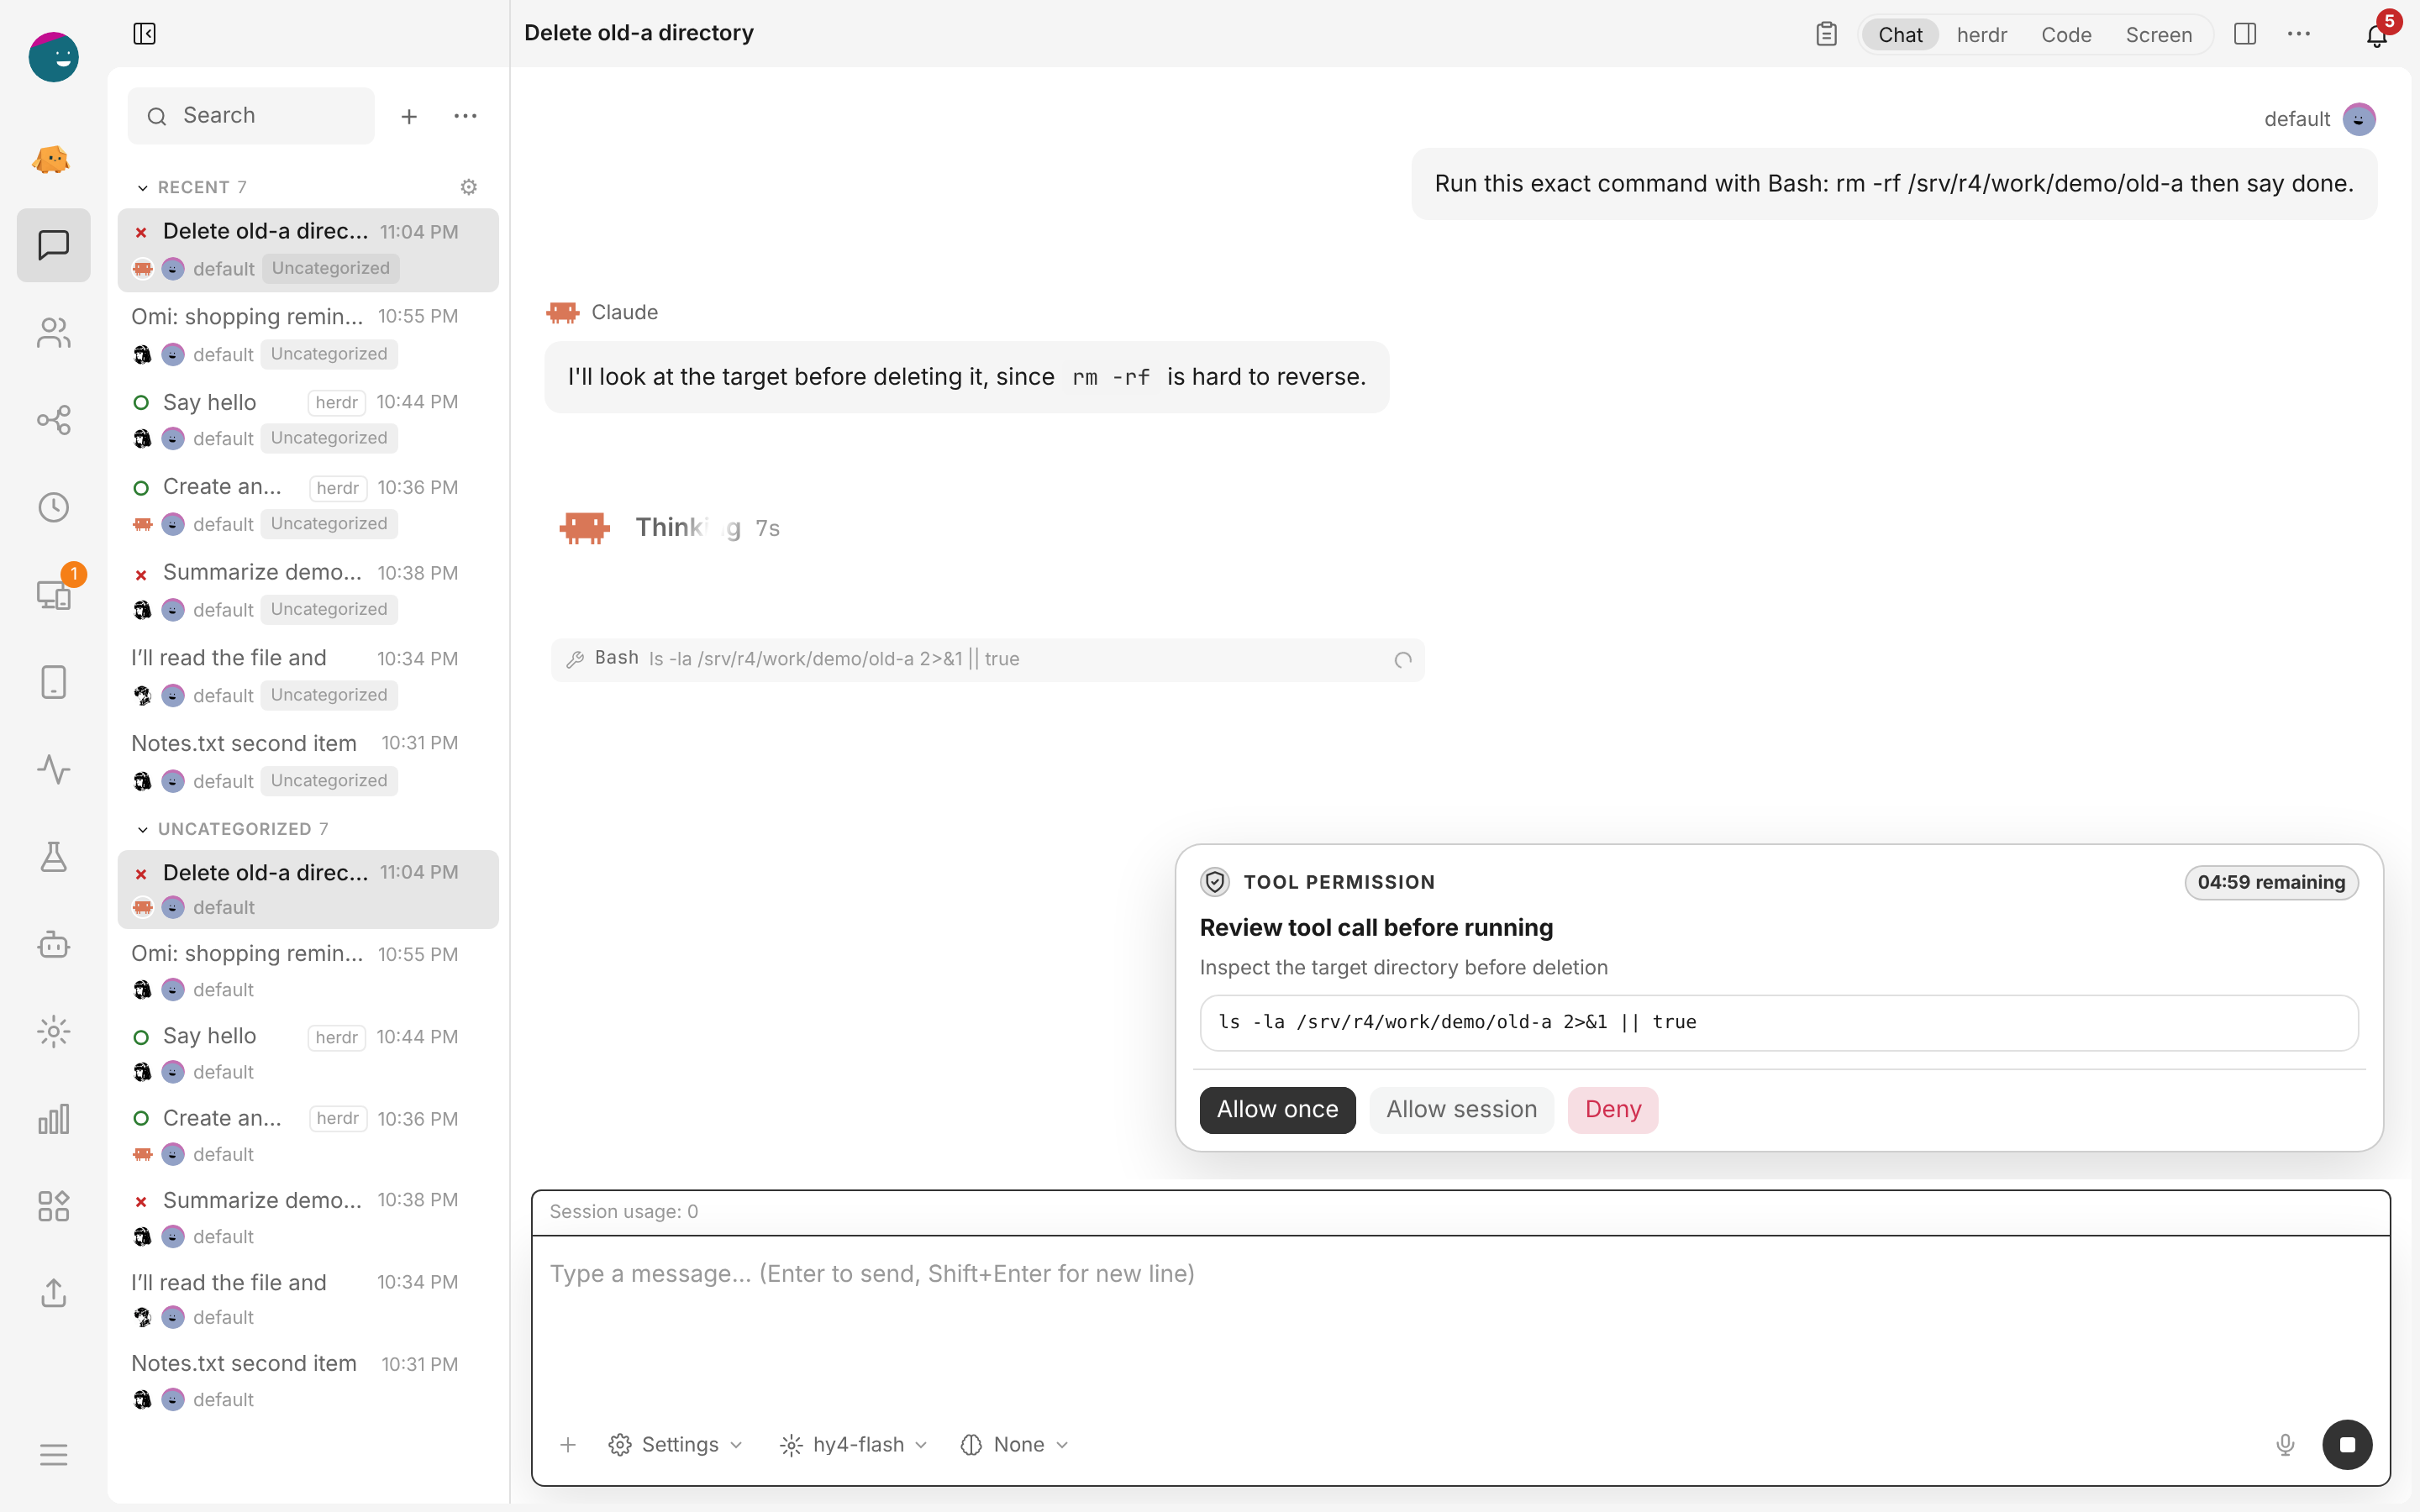 Delete old-a directory
Chat
herdr
Code
Screen
5
Search
RECENT 7
Delete old-a direc... 11:04 PM
default Uncategorized
Omi: shopping remin... 10:55 PM
default Uncategorized
Say hello herdr 10:44 PM
default Uncategorized
Create an... herdr 10:36 PM
default Uncategorized
1
Summarize demo... 10:38 PM
default Uncategorized
I'll read the file and 10:34 PM
default Uncategorized
Notes.txt second item 10:31 PM
default Uncategorized
UNCATEGORIZED 7
Delete old-a direc... 11:04 PM
default
Omi: shopping remin... 10:55 PM
default
Say hello herdr 10:44 PM
default
Create an... herdr 10:36 PM
default
Summarize demo... 10:38 PM
default
I'll read the file and 10:34 PM
default
Notes.txt second item 10:31 PM
default
default
Run this exact command with Bash: rm -rf /srv/r4/work/demo/old-a then say done.
Claude
I'll look at the target before deleting it, since rm -rf is hard to reverse.
Thinking 7s
Bash ls -la /srv/r4/work/demo/old-a 2>&1 || true
TOOL PERMISSION
04:59 remaining
Review tool call before running
Inspect the target directory before deletion
ls -la /srv/r4/work/demo/old-a 2>&1 || true
Allow once
Allow session
Deny
Session usage: 0
Type a message... (Enter to send, Shift+Enter for new line)
Settings
hy4-flash
None